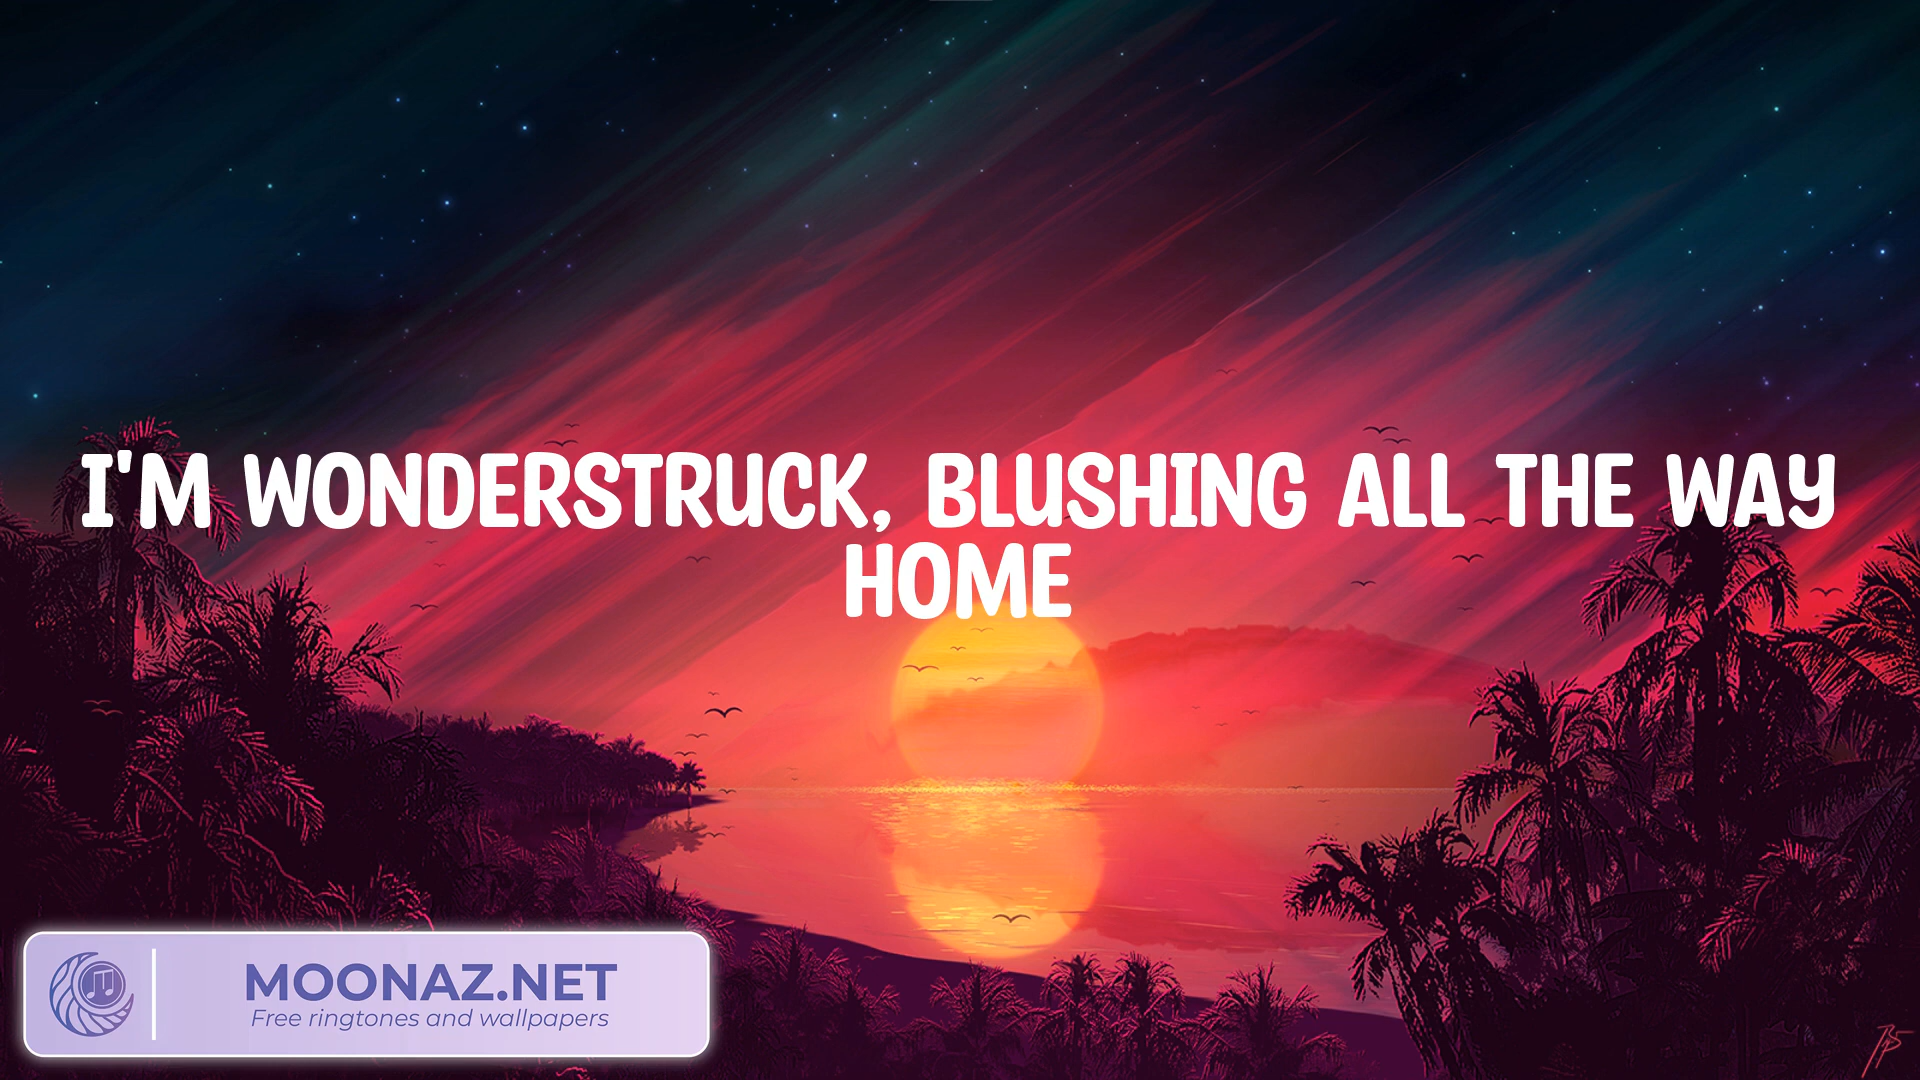 I'M WONDERSTRUCK, BLUSHING ALL THE WAY
HOME
MOONAZ.NET
Free ringtones and wallpapers